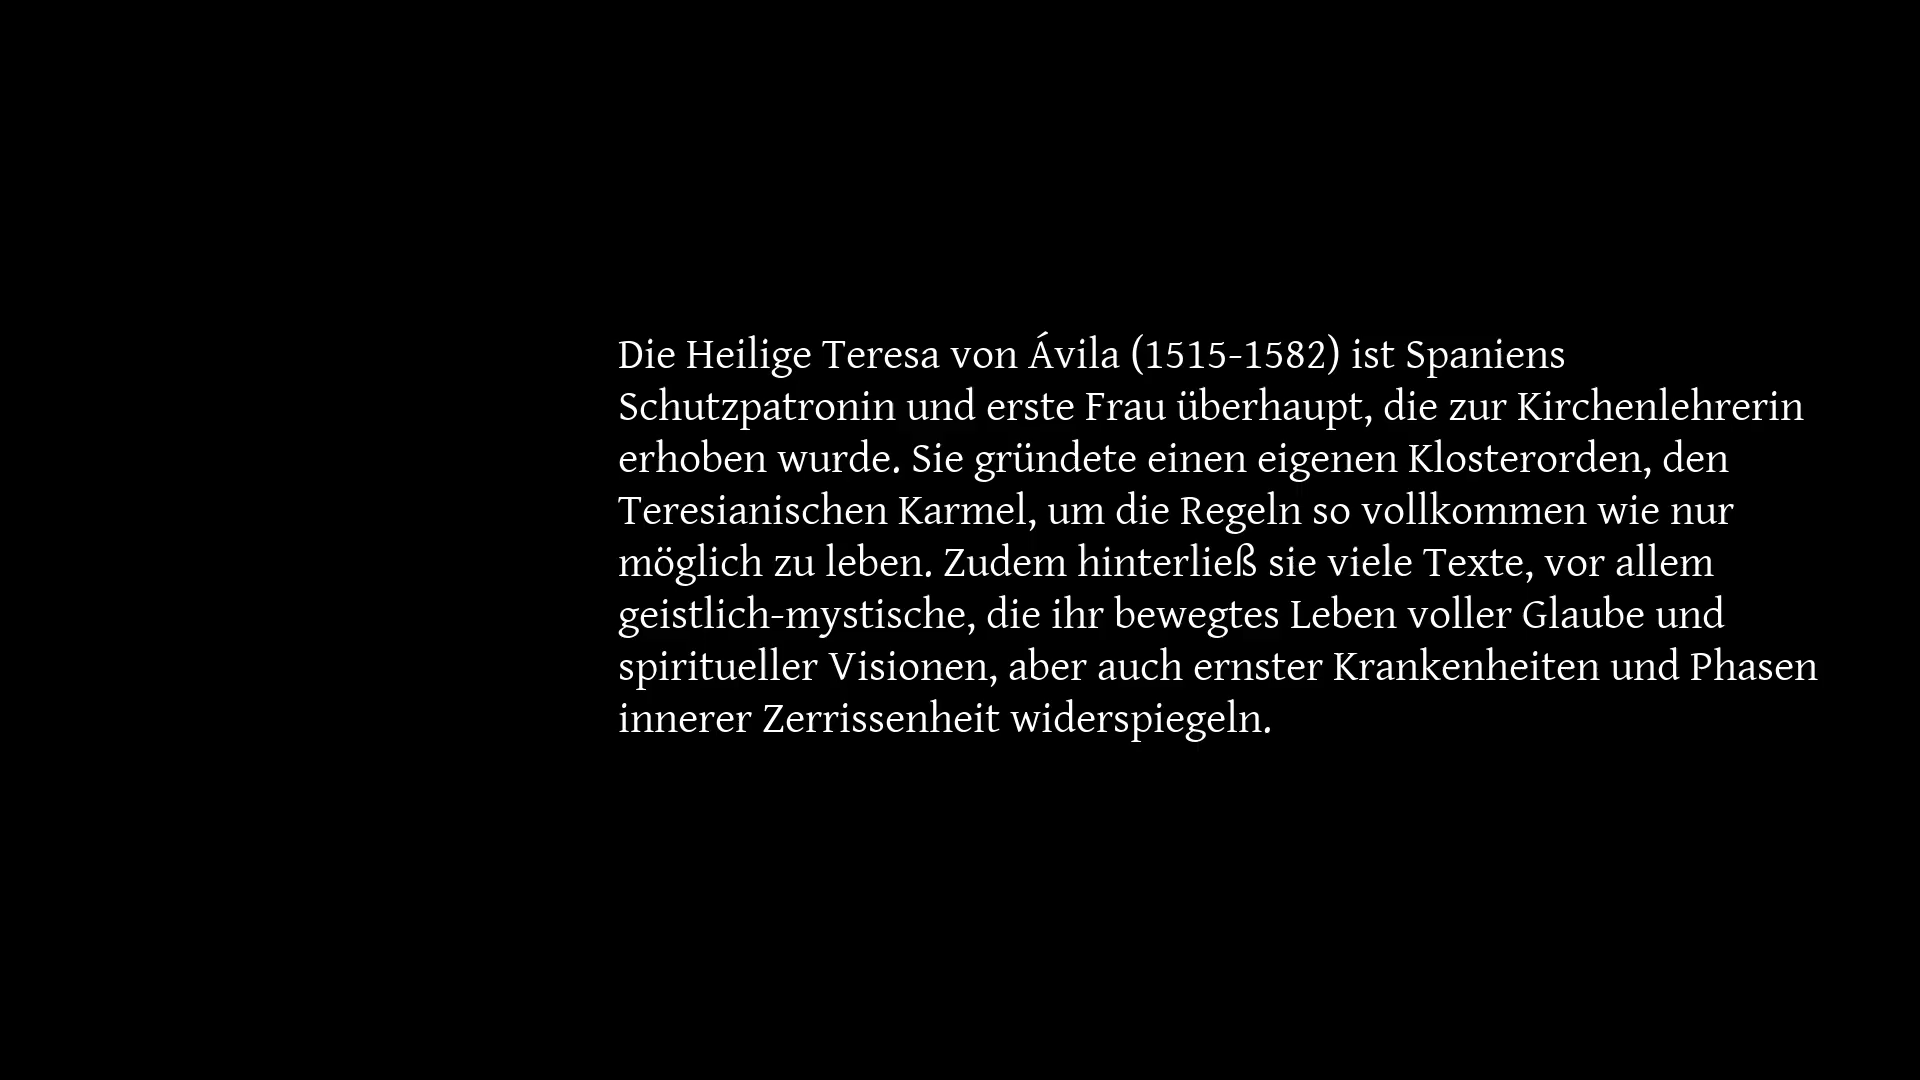 Die Heilige Teresa von Ávila (1515-1582) ist Spaniens
Schutzpatronin und erste Frau überhaupt, die zur Kirchenlehrerin
erhoben wurde. Sie gründete einen eigenen Klosterorden, den
Teresianischen Karmel, um die Regeln so vollkommen wie nur
möglich zu leben. Zudem hinterließ sie viele Texte, vor allem
geistlich-mystische, die ihr bewegtes Leben voller Glaube und
spiritueller Visionen, aber auch ernster Krankenheiten und Phasen
innerer Zerrissenheit widerspiegeln.